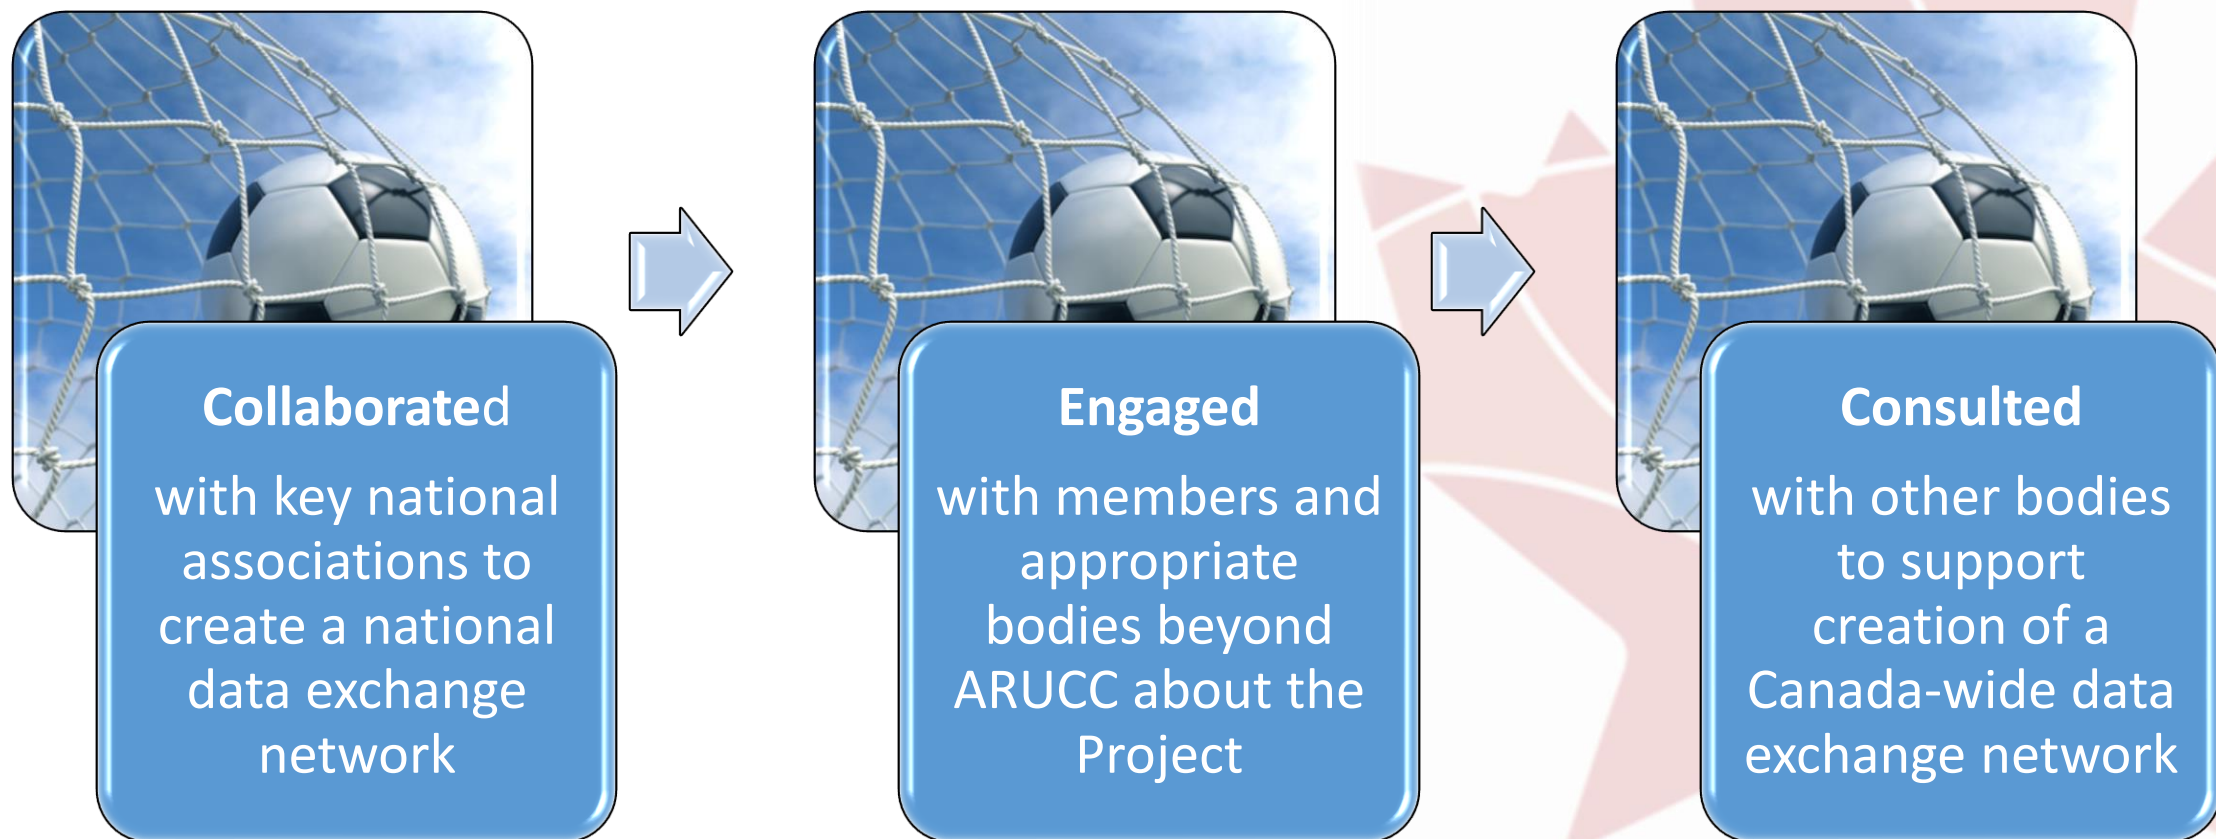 Collaborated
with key national
associations to
create a national
data exchange
network
Engaged
with members and
appropriate
bodies beyond
ARUCC about the
Project
Consulted
with other bodies
to support
creation of a
Canada-wide data
exchange network